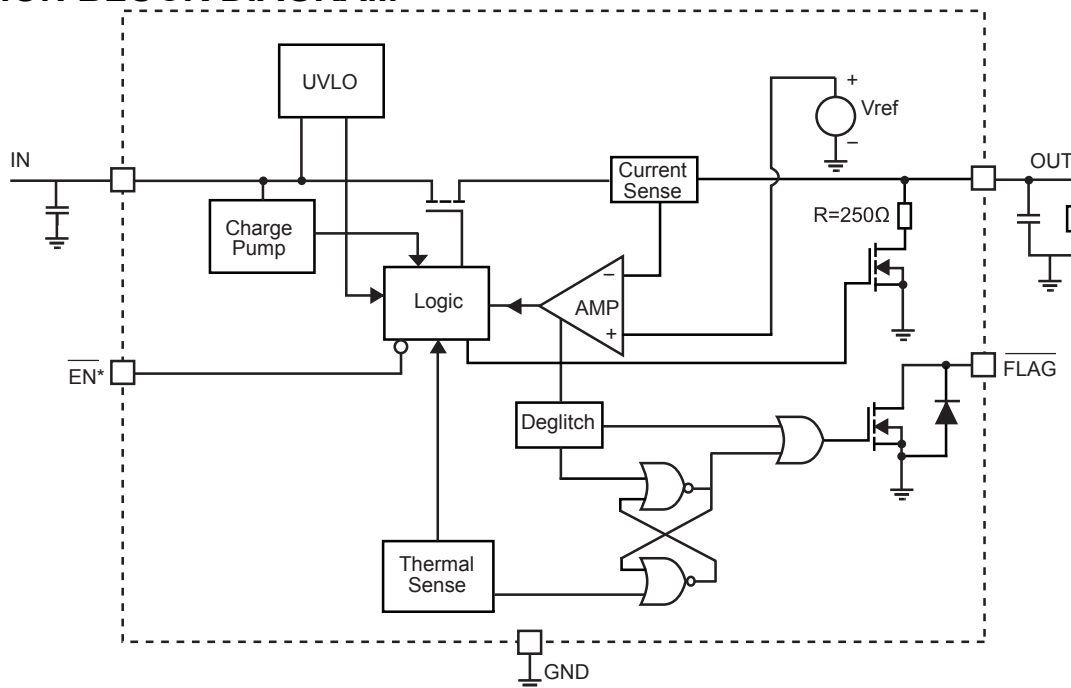 UVLO
+
Vref
−
IN
Current
Sense
OUT
R=250Ω
Charge
Pump
Logic
−
AMP
+
EN*
FLAG
Deglitch
Thermal
Sense
GND